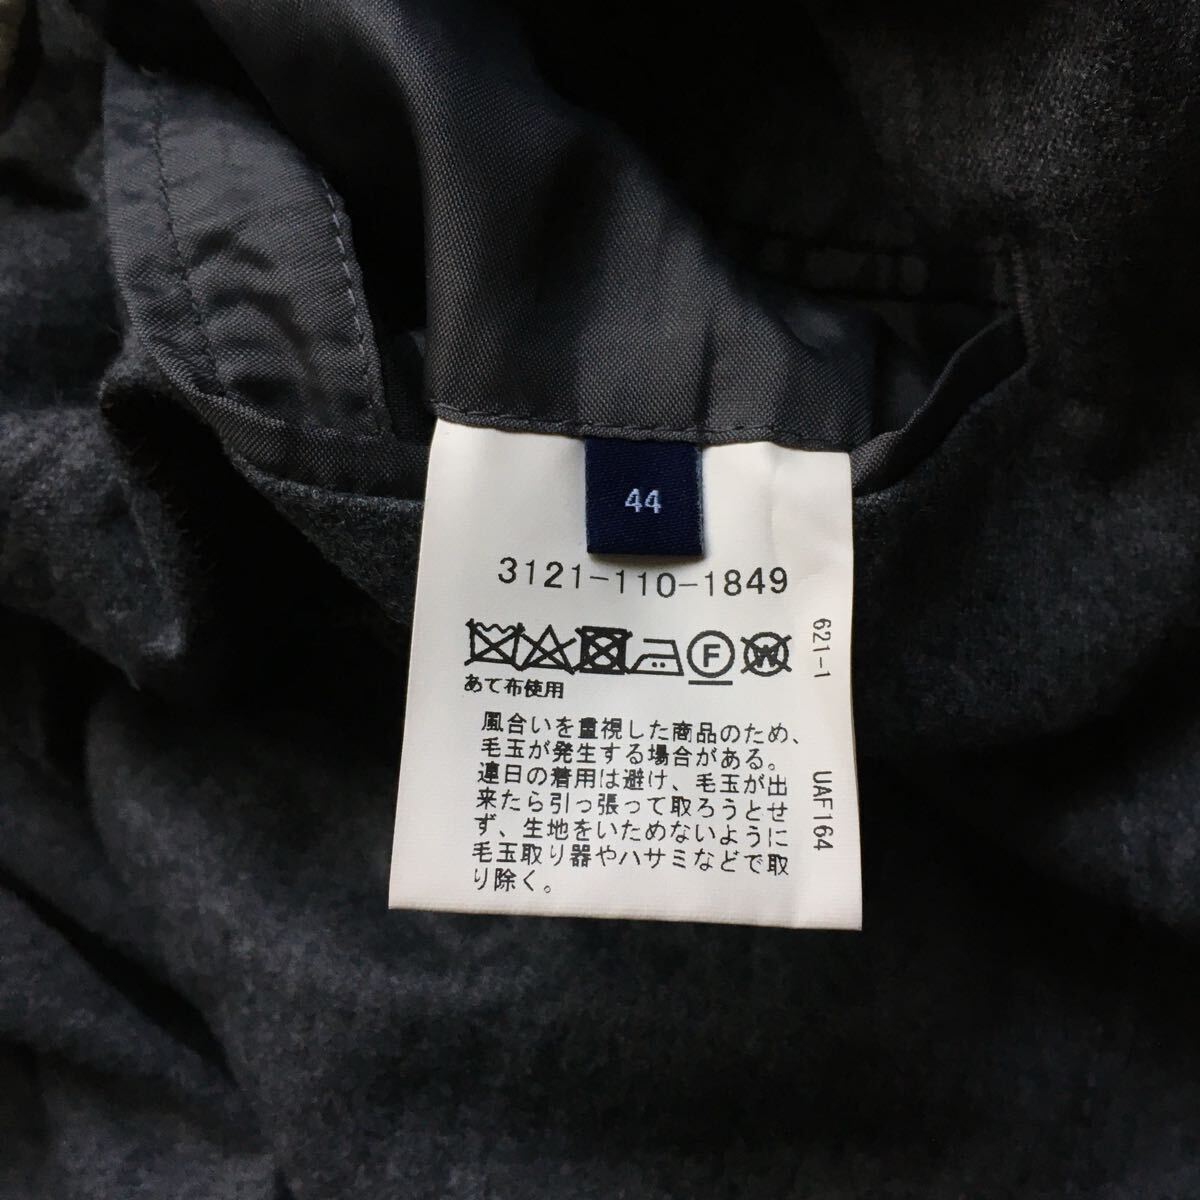 44
3121-110-1849
F
W
あて布使用
風合いを重視した商品のため、
毛玉が発生する場合がある。
連日の着用は避け、毛玉が出
来たら引っ張って取ろうとせ
ず、生地をいためないように
毛玉取り器やハサミなどで取
り除く。
621-1
UAF164